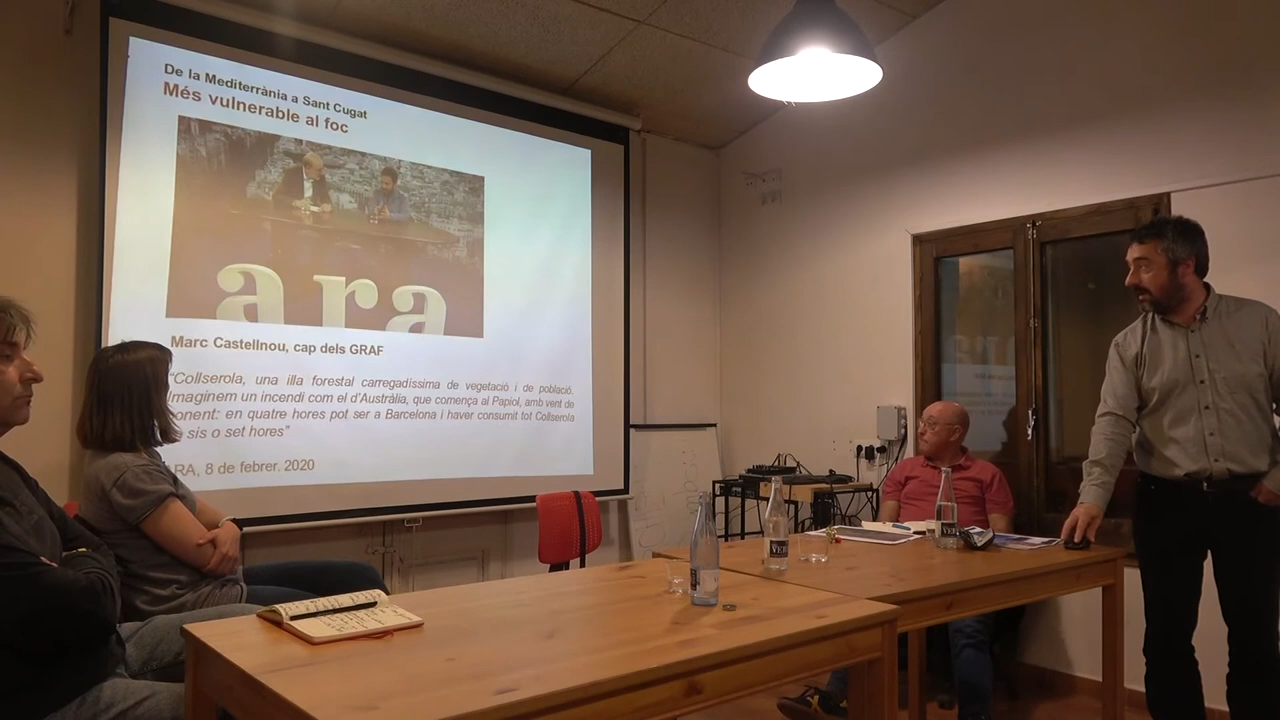 De la Mediterrània a Sant Cugat
Més vulnerable al foc
ara
Marc Castellnou, cap dels GRAF
“Collserola, una illa forestal carregadíssima de vegetació i de població.
Imaginem un incendi com el d’Austràlia, que comença al Papiol, amb vent de
ponent: en quatre hores pot ser a Barcelona i haver consumit tot Collserola
sis o set hores”
ARA, 8 de febrer. 2020
VERI